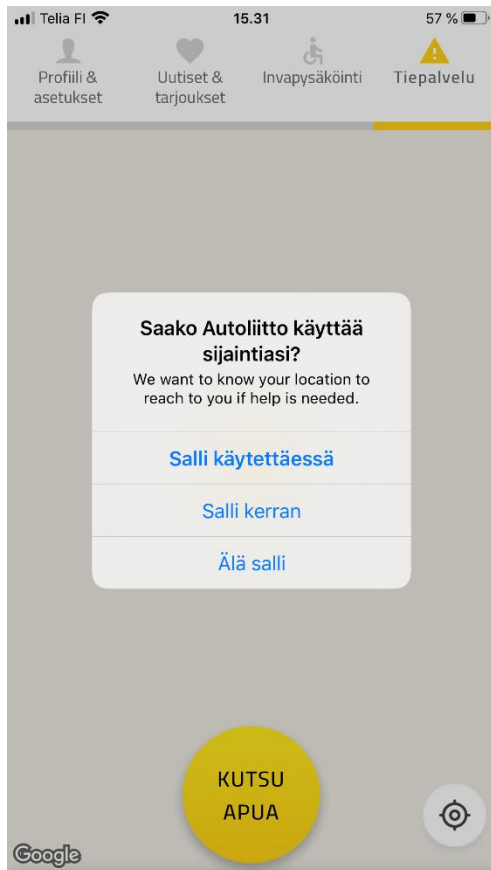 Telia FI
15.31
57 %
Profiili &
asetukset
Uutiset &
tarjoukset
Invapysäköinti
Tiepalvelu
Saako Autoliitto käyttää
sijaintiasi?
We want to know your location to
reach to you if help is needed.
Salli käytettäessä
Salli kerran
Älä salli
KUTSU
APUA
Google